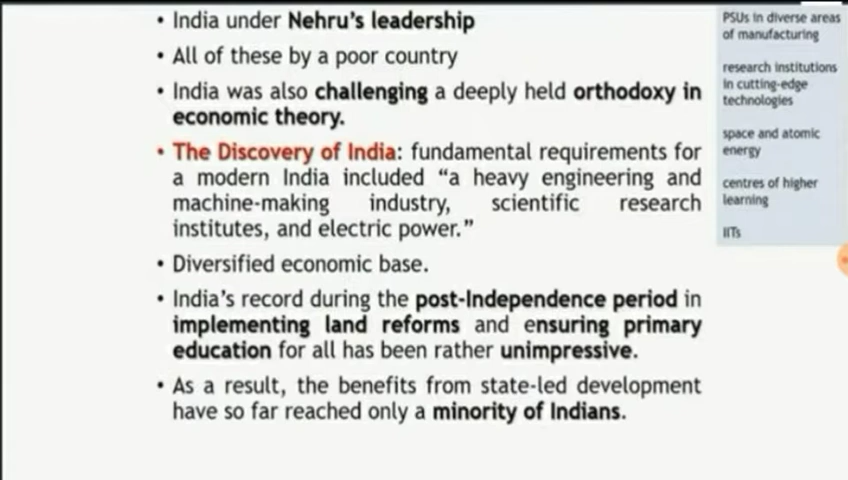 • India under Nehru's leadership
• All of these by a poor country
• India was also challenging a deeply held orthodoxy in
economic theory.
• The Discovery of India: fundamental requirements for
a modern India included “a heavy engineering and
machine-making industry, scientific research
institutes, and electric power.”
• Diversified economic base.
• India's record during the post-Independence period in
implementing land reforms and ensuring primary
education for all has been rather unimpressive.
• As a result, the benefits from state-led development
have so far reached only a minority of Indians.
PSUs in diverse areas
of manufacturing
research institutions
in cutting-edge
technologies
space and atomic
energy
centres of higher
learning
IITs